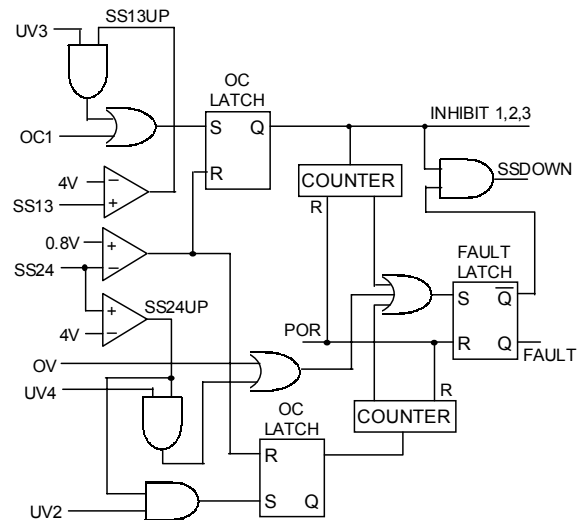 SS13UP
UV3
OC
LATCH
S Q
INHIBIT 1,2,3
OC1
R
COUNTER
SSDOWN
4V
−
SS13
+
R
0.8V
+
FAULT
LATCH
SS24
−
S Q
+
SS24UP
4V
−
POR
R Q
OV
FAULT
UV4
R
OC
LATCH
COUNTER
R
UV2
S Q